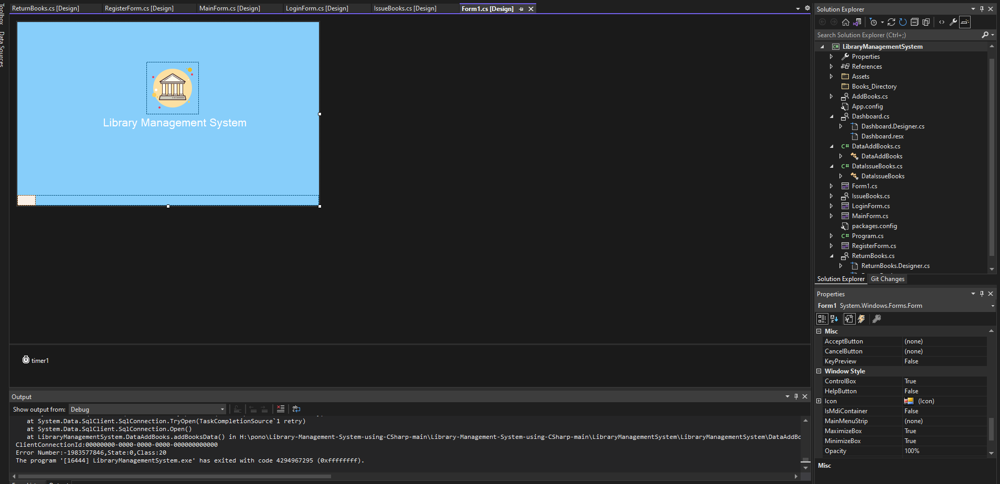 Toolbox
Data Sources
ReturnBooks.cs [Design]
RegisterForm.cs [Design]
MainForm.cs [Design]
LoginForm.cs [Design]
IssueBooks.cs [Design]
Form1.cs [Design]
Library Management System
timer1
Output
Show output from:
Debug
at System.Data.SqlClient.SqlConnection.TryOpen(TaskCompletionSource`1 retry)
at System.Data.SqlClient.SqlConnection.Open()
at LibraryManagementSystem.DataAddBooks.addBooksData() in H:\pono\Library-Management-System-using-CSharp-main\Library-Management-System-using-CSharp-main\LibraryManagementSystem\LibraryManagementSystem\DataAddBo
ClientConnectionId:00000000-0000-0000-0000-000000000000
Error Number:-1983577846,State:0,Class:20
The program '[16444] LibraryManagementSystem.exe' has exited with code 4294967295 (0xffffffff).
Solution Explorer
Search Solution Explorer (Ctrl+;)
C# LibraryManagementSystem
Properties
References
Assets
Books_Directory
AddBooks.cs
App.config
Dashboard.cs
Dashboard.Designer.cs
Dashboard.resx
C# DataAddBooks.cs
DataAddBooks
C# DataIssueBooks.cs
DataIssueBooks
Form1.cs
IssueBooks.cs
LoginForm.cs
MainForm.cs
packages.config
C# Program.cs
RegisterForm.cs
ReturnBooks.cs
ReturnBooks.Designer.cs
Solution Explorer
Git Changes
Properties
Form1 System.Windows.Forms.Form
Misc
AcceptButton (none)
CancelButton (none)
KeyPreview False
Window Style
ControlBox True
HelpButton False
Icon (Icon)
IsMdiContainer False
MainMenuStrip (none)
MaximizeBox True
MinimizeBox True
Opacity 100%
Misc